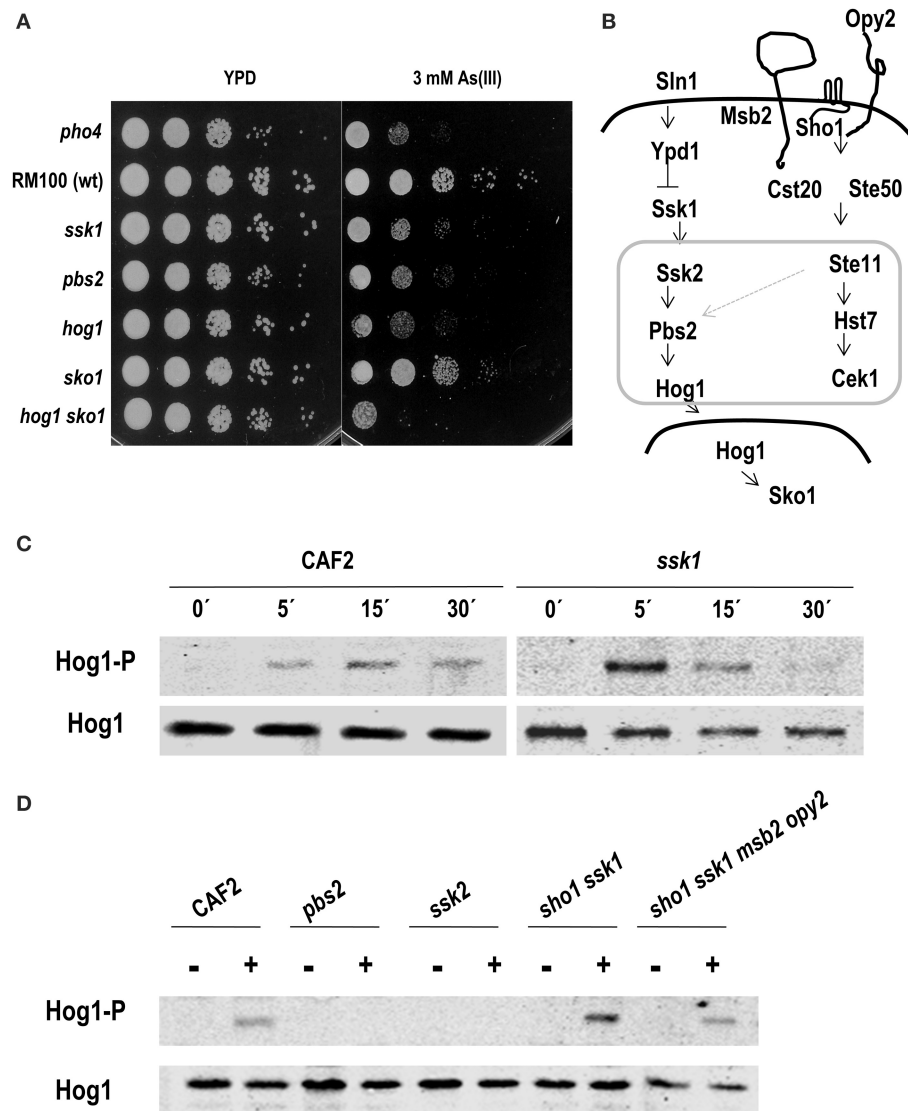 A
YPD
3 mM As(III)
pho4
RM100 (wt)
ssk1
pbs2
hog1
sko1
hog1 sko1
B
Opy2
Sln1
Msb2
Sho1
Ypd1
Cst20
Ste50
Ssk1
Ssk2
Ste11
Pbs2
Hst7
Hog1
Cek1
Hog1
Sko1
C
CAF2
ssk1
0´ 5´ 15´ 30´ 0´ 5´ 15´ 30´
Hog1-P
Hog1
D
CAF2
pbs2
ssk2
sho1 ssk1
sho1 ssk1 msb2 opy2
- + - + - + - + - +
Hog1-P
Hog1